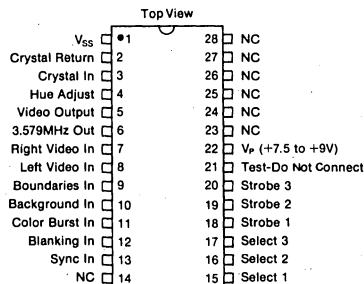 Top View
VSS 1 28 NC
Crystal Return 2 27 NC
Crystal In 3 26 NC
Hue Adjust 4 25 NC
Video Output 5 24 NC
3.579MHz Out 6 23 NC
Right Video In 7 22 VP (+7.5 to +9V)
Left Video In 8 21 Test-Do Not Connect
Boundaries In 9 20 Strobe 3
Background In 10 19 Strobe 2
Color Burst In 11 18 Strobe 1
Blanking In 12 17 Select 3
Sync In 13 16 Select 2
NC 14 15 Select 1